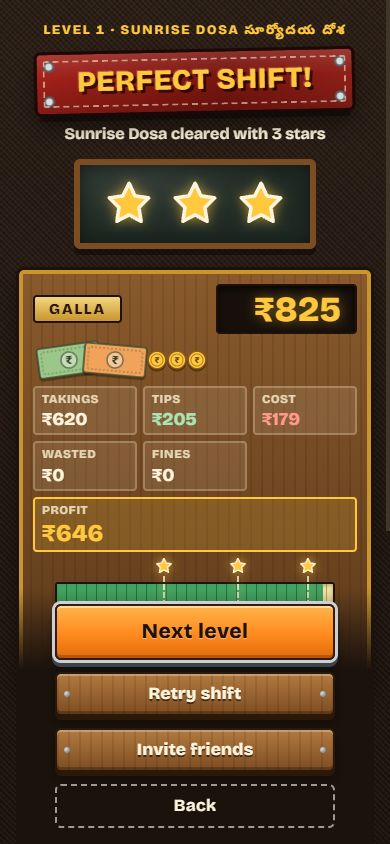 LEVEL 1 · SUNRISE DOSA సూర్యోదయ దోశ
PERFECT SHIFT!
Sunrise Dosa cleared with 3 stars
GALLA
₹825
₹ ₹ ₹ ₹ ₹
TAKINGS TIPS COST
₹620 ₹205 ₹179
WASTED FINES
₹0 ₹0
PROFIT
₹646
Next level
Retry shift
Invite friends
Back